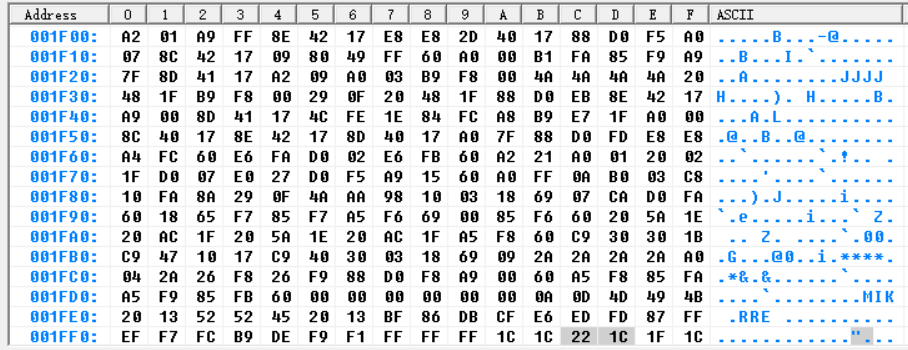 Address 0 1 2 3 4 5 6 7 8 9 A B C D E F ASCII
001F00: A2 01 A9 FF 8E 42 17 E8 E8 2D 40 17 88 D0 F5 A0 .....B...-@.....
001F10: 07 8C 42 17 09 80 49 FF 60 A0 00 B1 FA 85 F9 A9 ..B...I.`.......
001F20: 7F 8D 41 17 A2 09 A0 03 B9 F8 00 4A 4A 4A 4A 20 ..A........JJJJ
001F30: 48 1F B9 F8 00 29 0F 20 48 1F 88 D0 EB 8E 42 17 H....). H.....B.
001F40: A9 00 8D 41 17 4C FE 1E 84 FC A8 B9 E7 1F A0 00 ...A.L..........
001F50: 8C 40 17 8E 42 17 8D 40 17 A0 7F 88 D0 FD E8 E8 .@..B..@........
001F60: A4 FC 60 E6 FA D0 02 E6 FB 60 A2 21 A0 01 20 02 ..`......`.!.. .
001F70: 1F D0 07 E0 27 D0 F5 A9 15 60 A0 FF 0A B0 03 C8 ....'....`......
001F80: 10 FA 8A 29 0F 4A AA 98 10 03 18 69 07 CA D0 FA ...).J.....i....
001F90: 60 18 65 F7 85 F7 A5 F6 69 00 85 F6 60 20 5A 1E `.e.....i...` Z.
001FA0: 20 AC 1F 20 5A 1E 20 AC 1F A5 F8 60 C9 30 30 1B  .. Z. ....`.00.
001FB0: C9 47 10 17 C9 40 30 03 18 69 09 2A 2A 2A 2A A0 .G...@0..i.****.
001FC0: 04 2A 26 F8 26 F9 88 D0 F8 A9 00 60 A5 F8 85 FA .*&.&......`....
001FD0: A5 F9 85 FB 60 00 00 00 00 00 00 0A 0D 4D 49 4B ....`........MIK
001FE0: 20 13 52 52 45 20 13 BF 86 DB CF E6 ED FD 87 FF  .RRE ..........
001FF0: EF F7 FC B9 DE F9 F1 FF FF FF 1C 1C 22 1C 1F 1C ............"...